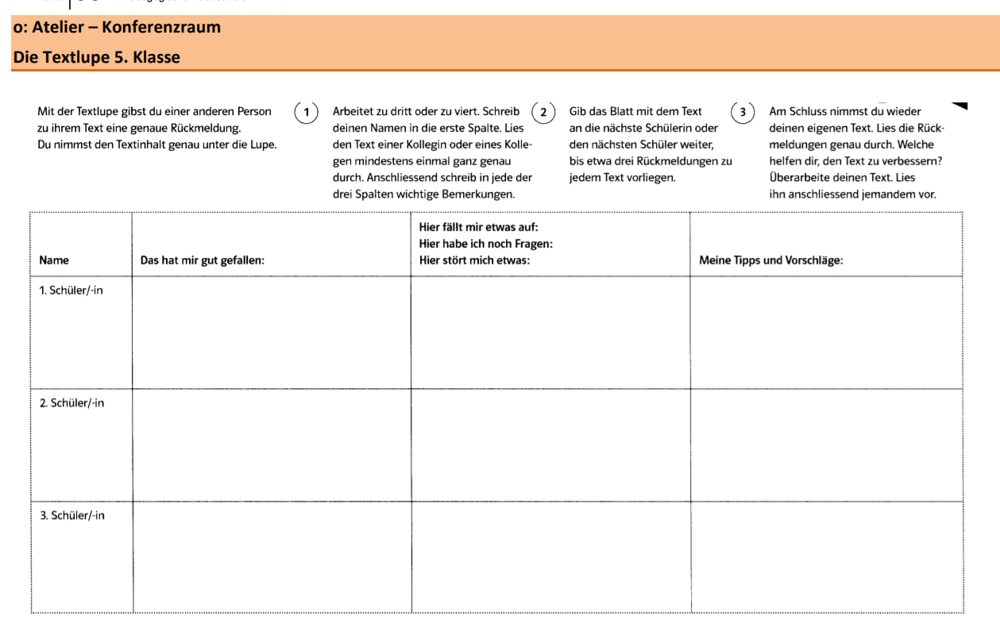 o: Atelier – Konferenzraum
Die Textlupe 5. Klasse
Mit der Textlupe gibst du einer anderen Person
zu ihrem Text eine genaue Rückmeldung.
Du nimmst den Textinhalt genau unter die Lupe.
1
Arbeitet zu dritt oder zu viert. Schreib
deinen Namen in die erste Spalte. Lies
den Text einer Kollegin oder eines Kolle-
gen mindestens einmal ganz genau
durch. Anschliessend schreib in jede der
drei Spalten wichtige Bemerkungen.
2
Gib das Blatt mit dem Text
an die nächste Schülerin oder
den nächsten Schüler weiter,
bis etwa drei Rückmeldungen zu
jedem Text vorliegen.
3
Am Schluss nimmst du wieder
deinen eigenen Text. Lies die Rück-
meldungen genau durch. Welche
helfen dir, den Text zu verbessern?
Überarbeite deinen Text. Lies
ihn anschliessend jemandem vor.
Name
Das hat mir gut gefallen:
Hier fällt mir etwas auf:
Hier habe ich noch Fragen:
Hier stört mich etwas:
Meine Tipps und Vorschläge:
1. Schüler/-in
2. Schüler/-in
3. Schüler/-in